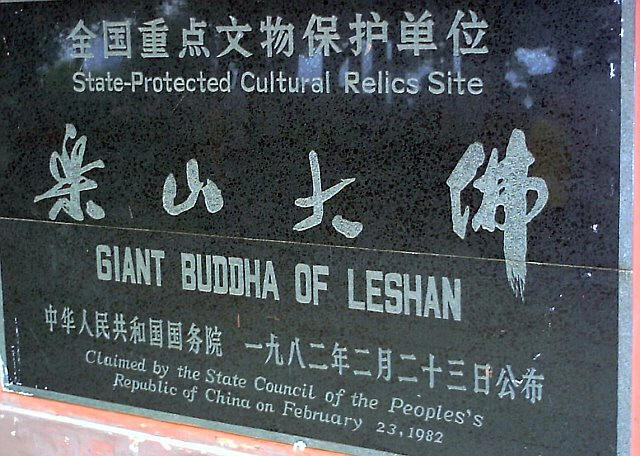 全国重点文物保护单位
State-Protected Cultural Relics Site
樂山大佛
GIANT BUDDHA OF LESHAN
中华人民共和国国务院 一九八二年二月二十三日公布
Claimed by the State Council of the Peoples's
Republic of China on February 23,1982